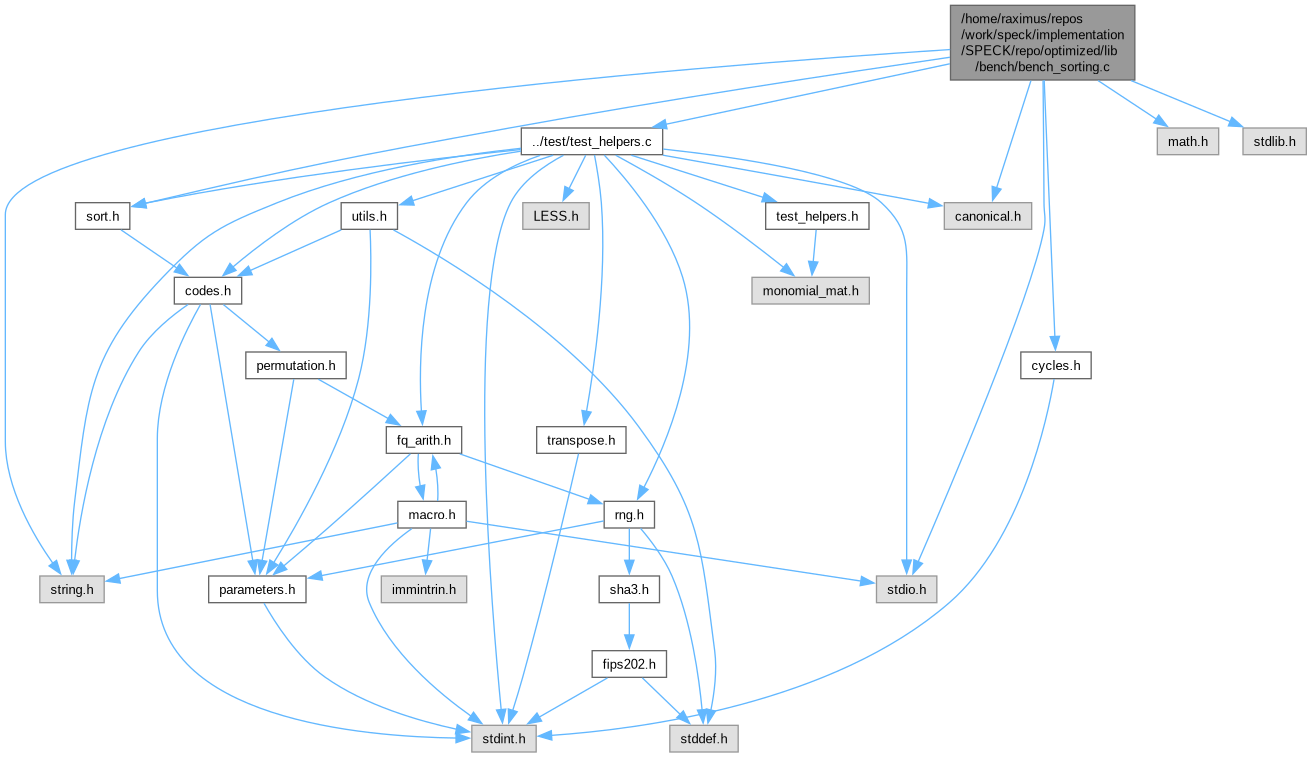 /home/raximus/repos
/work/speck/implementation
/SPECK/repo/optimized/lib
/bench/bench_sorting.c
../test/test_helpers.c
math.h
stdlib.h
sort.h
utils.h
LESS.h
test_helpers.h
canonical.h
codes.h
monomial_mat.h
permutation.h
cycles.h
fq_arith.h
transpose.h
macro.h
rng.h
string.h
parameters.h
immintrin.h
sha3.h
stdio.h
fips202.h
stdint.h
stddef.h